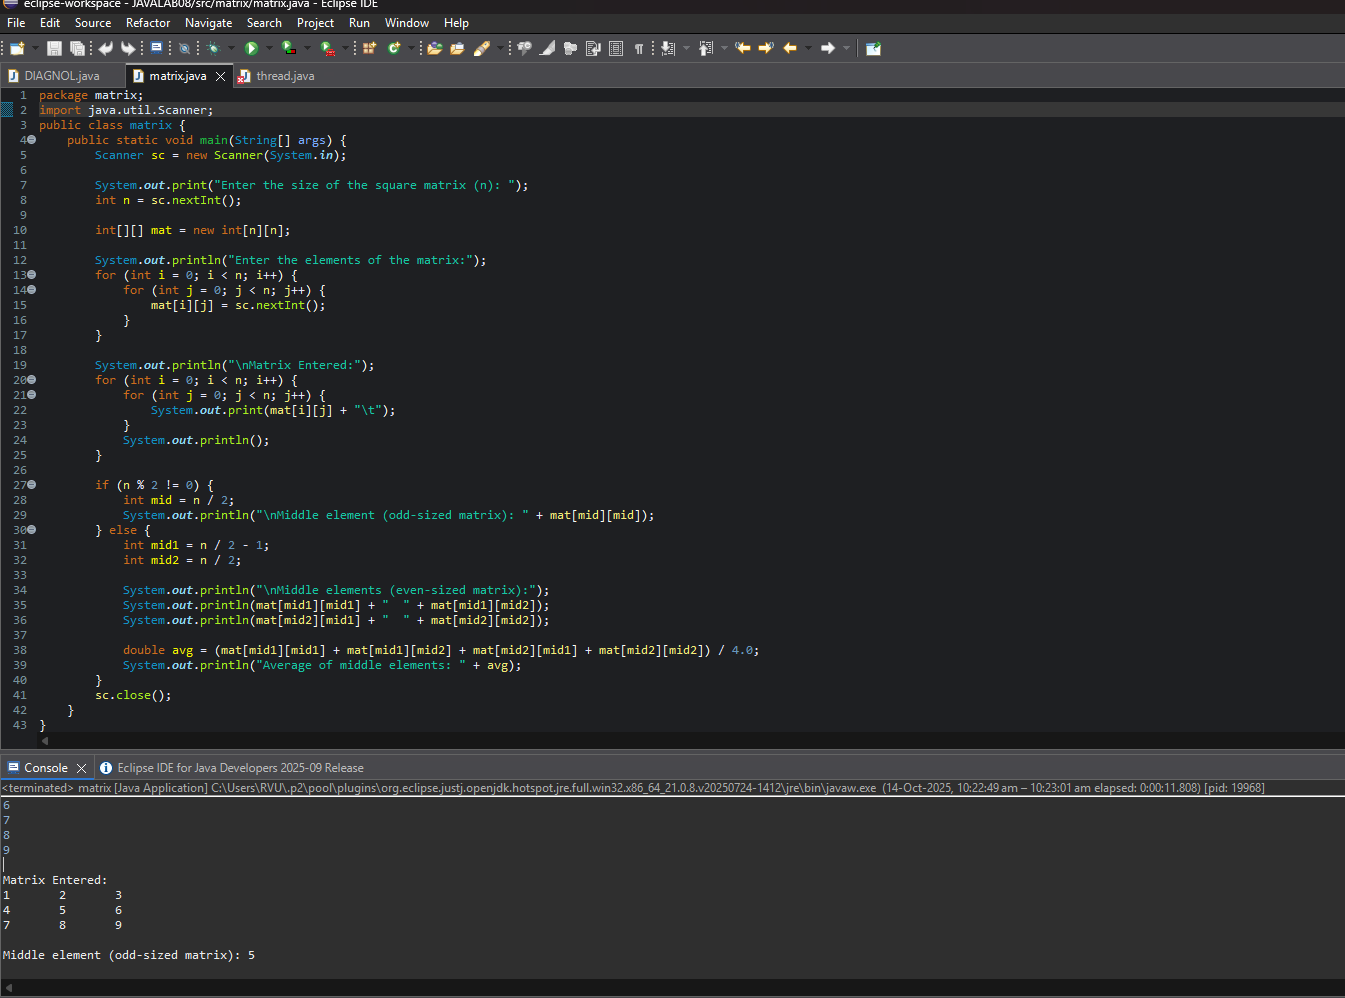 eclipse-workspace - JAVALAB08/src/matrix/matrix.java - Eclipse IDE
File Edit Source Refactor Navigate Search Project Run Window Help
DIAGNOL.java matrix.java thread.java
1 package matrix;
2 import java.util.Scanner;
3 public class matrix {
4 public static void main(String[] args) {
5 Scanner sc = new Scanner(System.in);
6
7 System.out.print("Enter the size of the square matrix (n): ");
8 int n = sc.nextInt();
9
10 int[][] mat = new int[n][n];
11
12 System.out.println("Enter the elements of the matrix:");
13 for (int i = 0; i < n; i++) {
14 for (int j = 0; j < n; j++) {
15 mat[i][j] = sc.nextInt();
16 }
17 }
18
19 System.out.println("\nMatrix Entered:");
20 for (int i = 0; i < n; i++) {
21 for (int j = 0; j < n; j++) {
22 System.out.print(mat[i][j] + "\t");
23 }
24 System.out.println();
25 }
26
27 if (n % 2 != 0) {
28 int mid = n / 2;
29 System.out.println("\nMiddle element (odd-sized matrix): " + mat[mid][mid]);
30 } else {
31 int mid1 = n / 2 - 1;
32 int mid2 = n / 2;
33
34 System.out.println("\nMiddle elements (even-sized matrix):");
35 System.out.println(mat[mid1][mid1] + "  " + mat[mid1][mid2]);
36 System.out.println(mat[mid2][mid1] + "  " + mat[mid2][mid2]);
37
38 double avg = (mat[mid1][mid1] + mat[mid1][mid2] + mat[mid2][mid1] + mat[mid2][mid2]) / 4.0;
39 System.out.println("Average of middle elements: " + avg);
40 }
41 sc.close();
42 }
43 }
Console Eclipse IDE for Java Developers 2025-09 Release
<terminated> matrix [Java Application] C:\Users\RVU\.p2\pool\plugins\org.eclipse.justj.openjdk.hotspot.jre.full.win32.x86_64_21.0.8.v20250724-1412\jre\bin\javaw.exe (14-Oct-2025, 10:22:49 am – 10:23:01 am elapsed: 0:00:11.808) [pid: 19968]
6
7
8
9
Matrix Entered:
1 2 3
4 5 6
7 8 9
Middle element (odd-sized matrix): 5